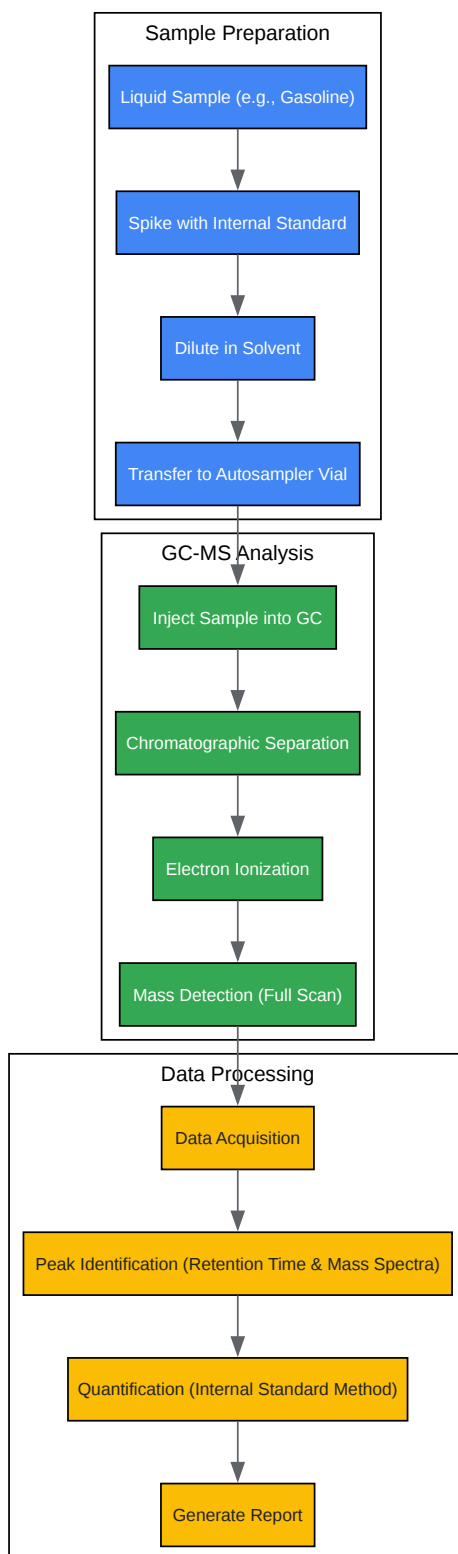 Sample Preparation
Liquid Sample (e.g., Gasoline)
Spike with Internal Standard
Dilute in Solvent
Transfer to Autosampler Vial
GC-MS Analysis
Inject Sample into GC
Chromatographic Separation
Electron Ionization
Mass Detection (Full Scan)
Data Processing
Data Acquisition
Peak Identification (Retention Time & Mass Spectra)
Quantification (Internal Standard Method)
Generate Report